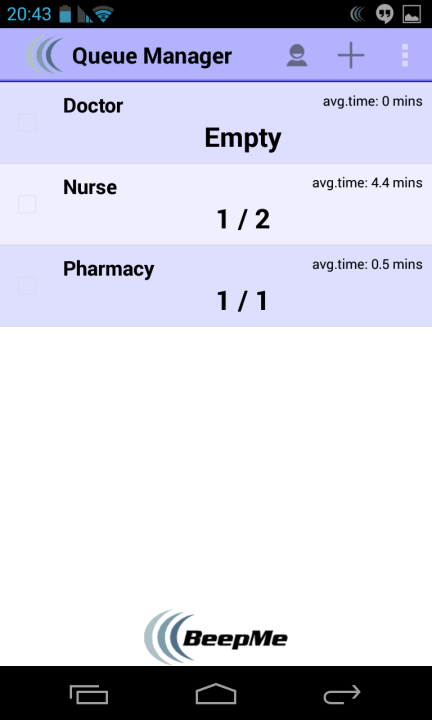 20:43
Queue Manager
Doctor
avg.time: 0 mins
Empty
Nurse
avg.time: 4.4 mins
1 / 2
Pharmacy
avg.time: 0.5 mins
1 / 1
BeepMe